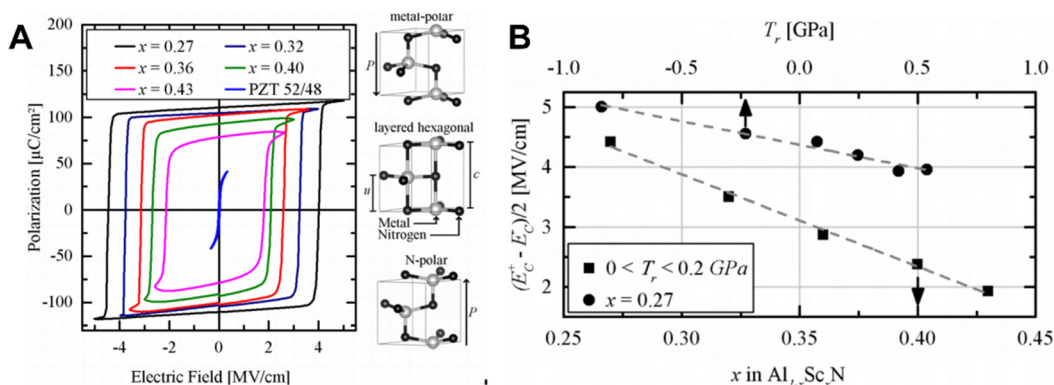 A
x = 0.27 x = 0.32
x = 0.36 x = 0.40
x = 0.43 PZT 52/48
200
150
100
50
0
-50
-100
-4 -2 0 2 4
Polarization [μC/cm²]
Electric Field [MV/cm]
metal-polar
P
layered hexagonal
u
c
Metal
Nitrogen
N-polar
P
B
T_r [GPa]
-1.0 -0.5 0.0 0.5 1.0
5
4
3
2
(E_C^+ - E_C^-)/2 [MV/cm]
0 < T_r < 0.2 GPa
x = 0.27
0.25 0.30 0.35 0.40 0.45
x in Al_{1-x}Sc_xN